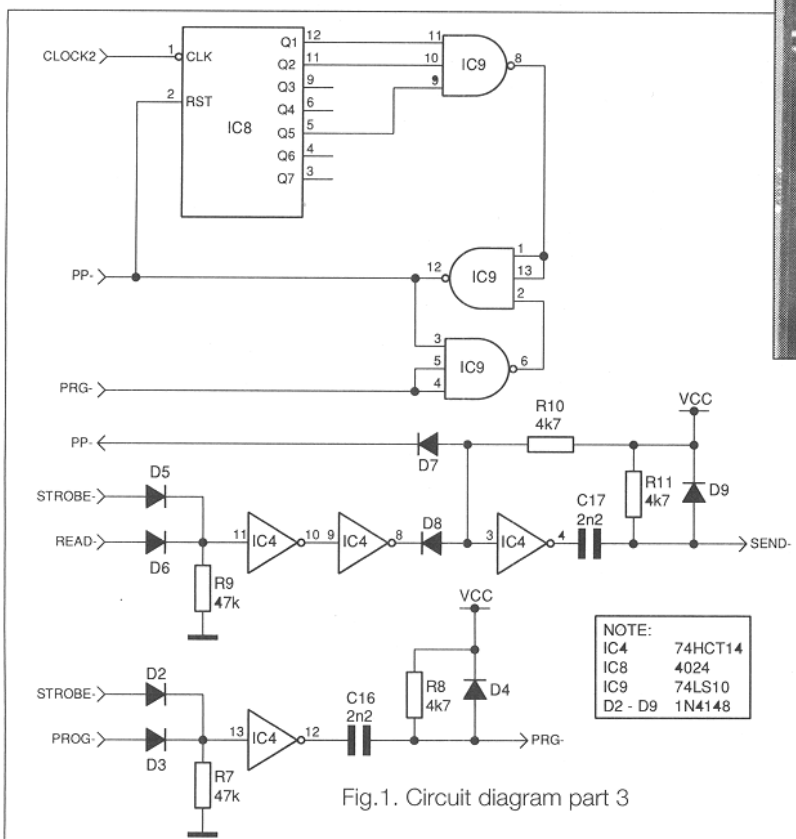 CLOCK2
1
CLK
2
RST
IC8
Q1
12
Q2
11
Q3
9
Q4
6
Q5
5
Q6
4
Q7
3
11
10
9
IC9
8
PP-
12
IC9
1
13
2
3
5
4
IC9
6
PRG-
PP-
D7
R10
4k7
VCC
R11
4k7
D9
STROBE-
D5
READ-
D6
R9
47k
11
IC4
10
9
IC4
8
D8
3
IC4
4
C17
2n2
SEND-
STROBE-
D2
PROG-
D3
R7
47k
13
IC4
12
C16
2n2
R8
4k7
VCC
D4
PRG-
NOTE:
IC4 74HCT14
IC8 4024
IC9 74LS10
D2 - D9 1N4148
Fig.1. Circuit diagram part 3